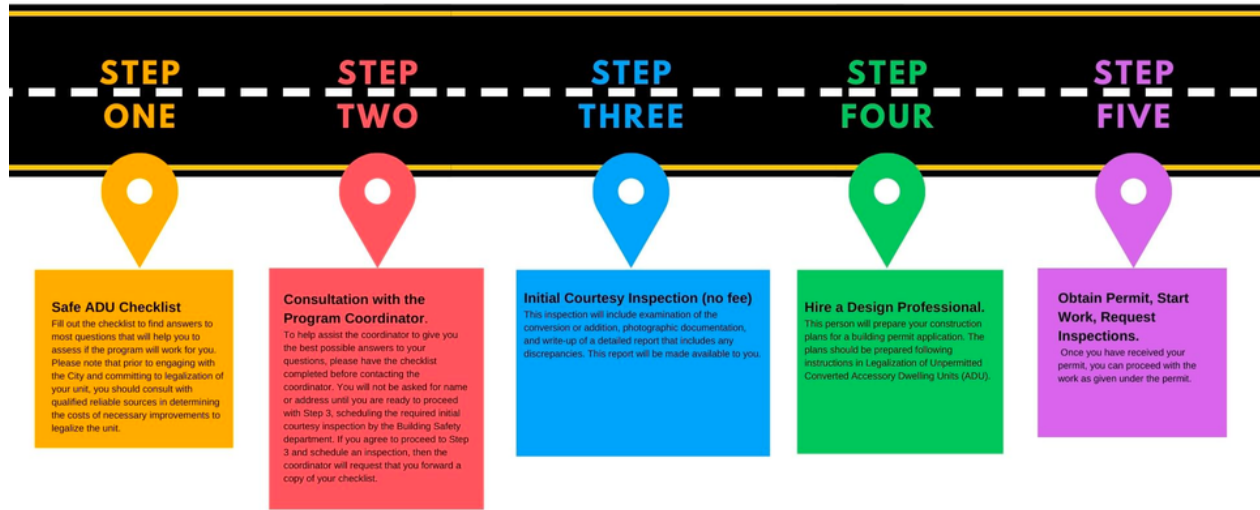 STEP
ONE
STEP
TWO
STEP
THREE
STEP
FOUR
STEP
FIVE
Safe ADU Checklist
Fill out the checklist to find answers to
most questions that will help you to
assess if the program will work for you.
Please note that prior to engaging with
the City and committing to legalization of
your unit, you should consult with
qualified reliable sources in determining
the costs of necessary improvements to
legalize the unit.
Consultation with the
Program Coordinator.
To help assist the coordinator to give you
the best possible answers to your
questions, please have the checklist
completed before contacting the
coordinator. You will not be asked for name
or address until you are ready to proceed
with Step 3, scheduling the required initial
courtesy inspection by the Building Safety
department. If you agree to proceed to Step
3 and schedule an inspection, then the
coordinator will request that you forward a
copy of your checklist.
Initial Courtesy Inspection (no fee)
This inspection will include examination of the
conversion or addition, photographic documentation,
and write-up of a detailed report that includes any
discrepancies. This report will be made available to you.
Hire a Design Professional.
This person will prepare your construction
plans for a building permit application. The
plans should be prepared following
instructions in Legalization of Unpermitted
Converted Accessory Dwelling Units (ADU).
Obtain Permit, Start
Work, Request
Inspections.
Once you have received your
permit, you can proceed with the
work as given under the permit.